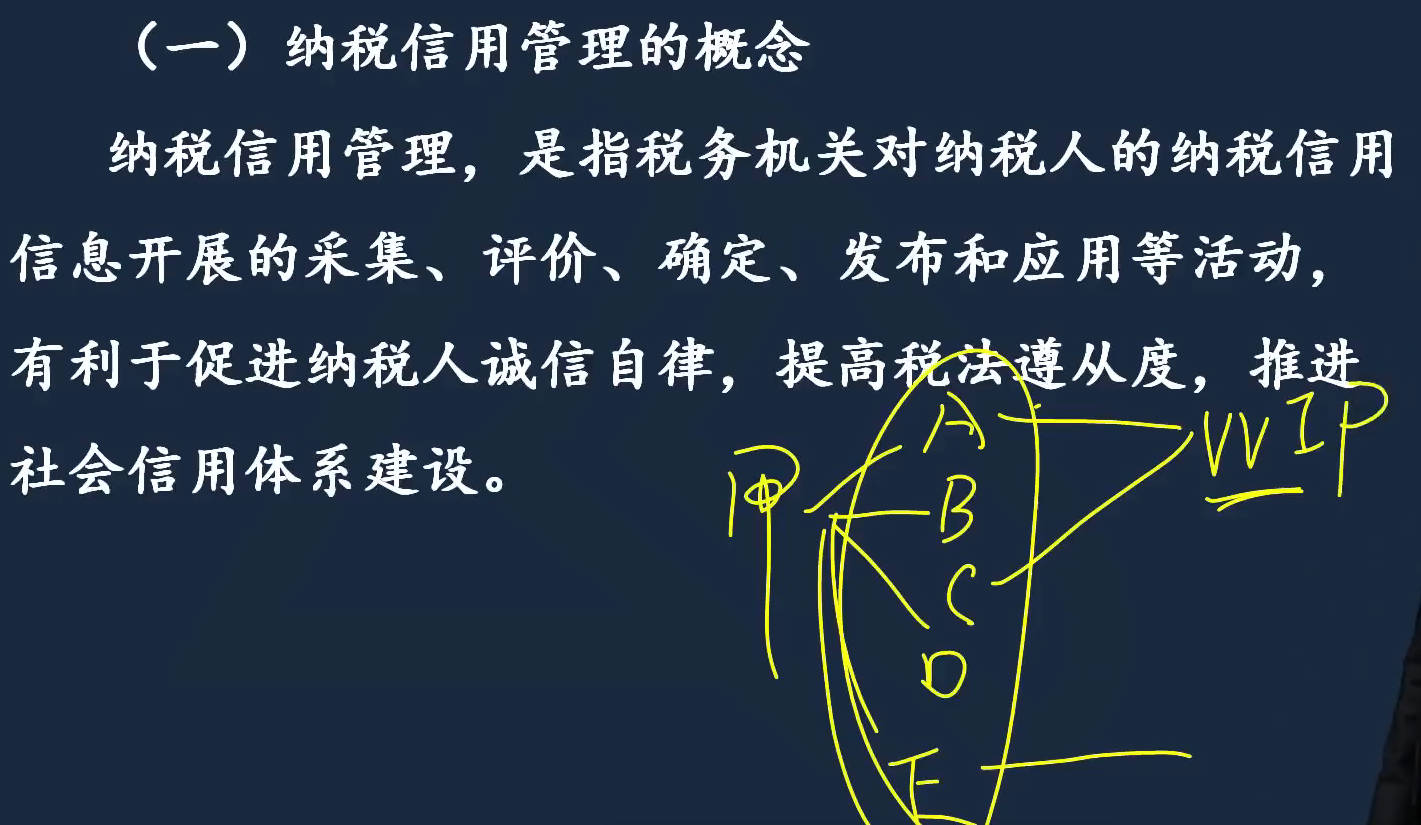 （一）纳税信用管理的概念
纳税信用管理，是指税务机关对纳税人的纳税信用
信息开展的采集、评价、确定、发布和应用等活动，
有利于促进纳税人诚信自律，提高税法遵从度，推进
社会信用体系建设。
A
VVIP
甲
B
C
D
E